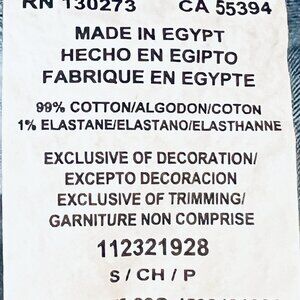 RN 130273 CA 55394
MADE IN EGYPT
HECHO EN EGIPTO
FABRIQUE EN EGYPTE
99% COTTON/ALGODON/COTON
1% ELASTANE/ELASTANO/ELASTHANNE
EXCLUSIVE OF DECORATION/
EXCEPTO DECORACION
EXCLUSIVE OF TRIMMING/
GARNITURE NON COMPRISE
112321928
S / CH / P